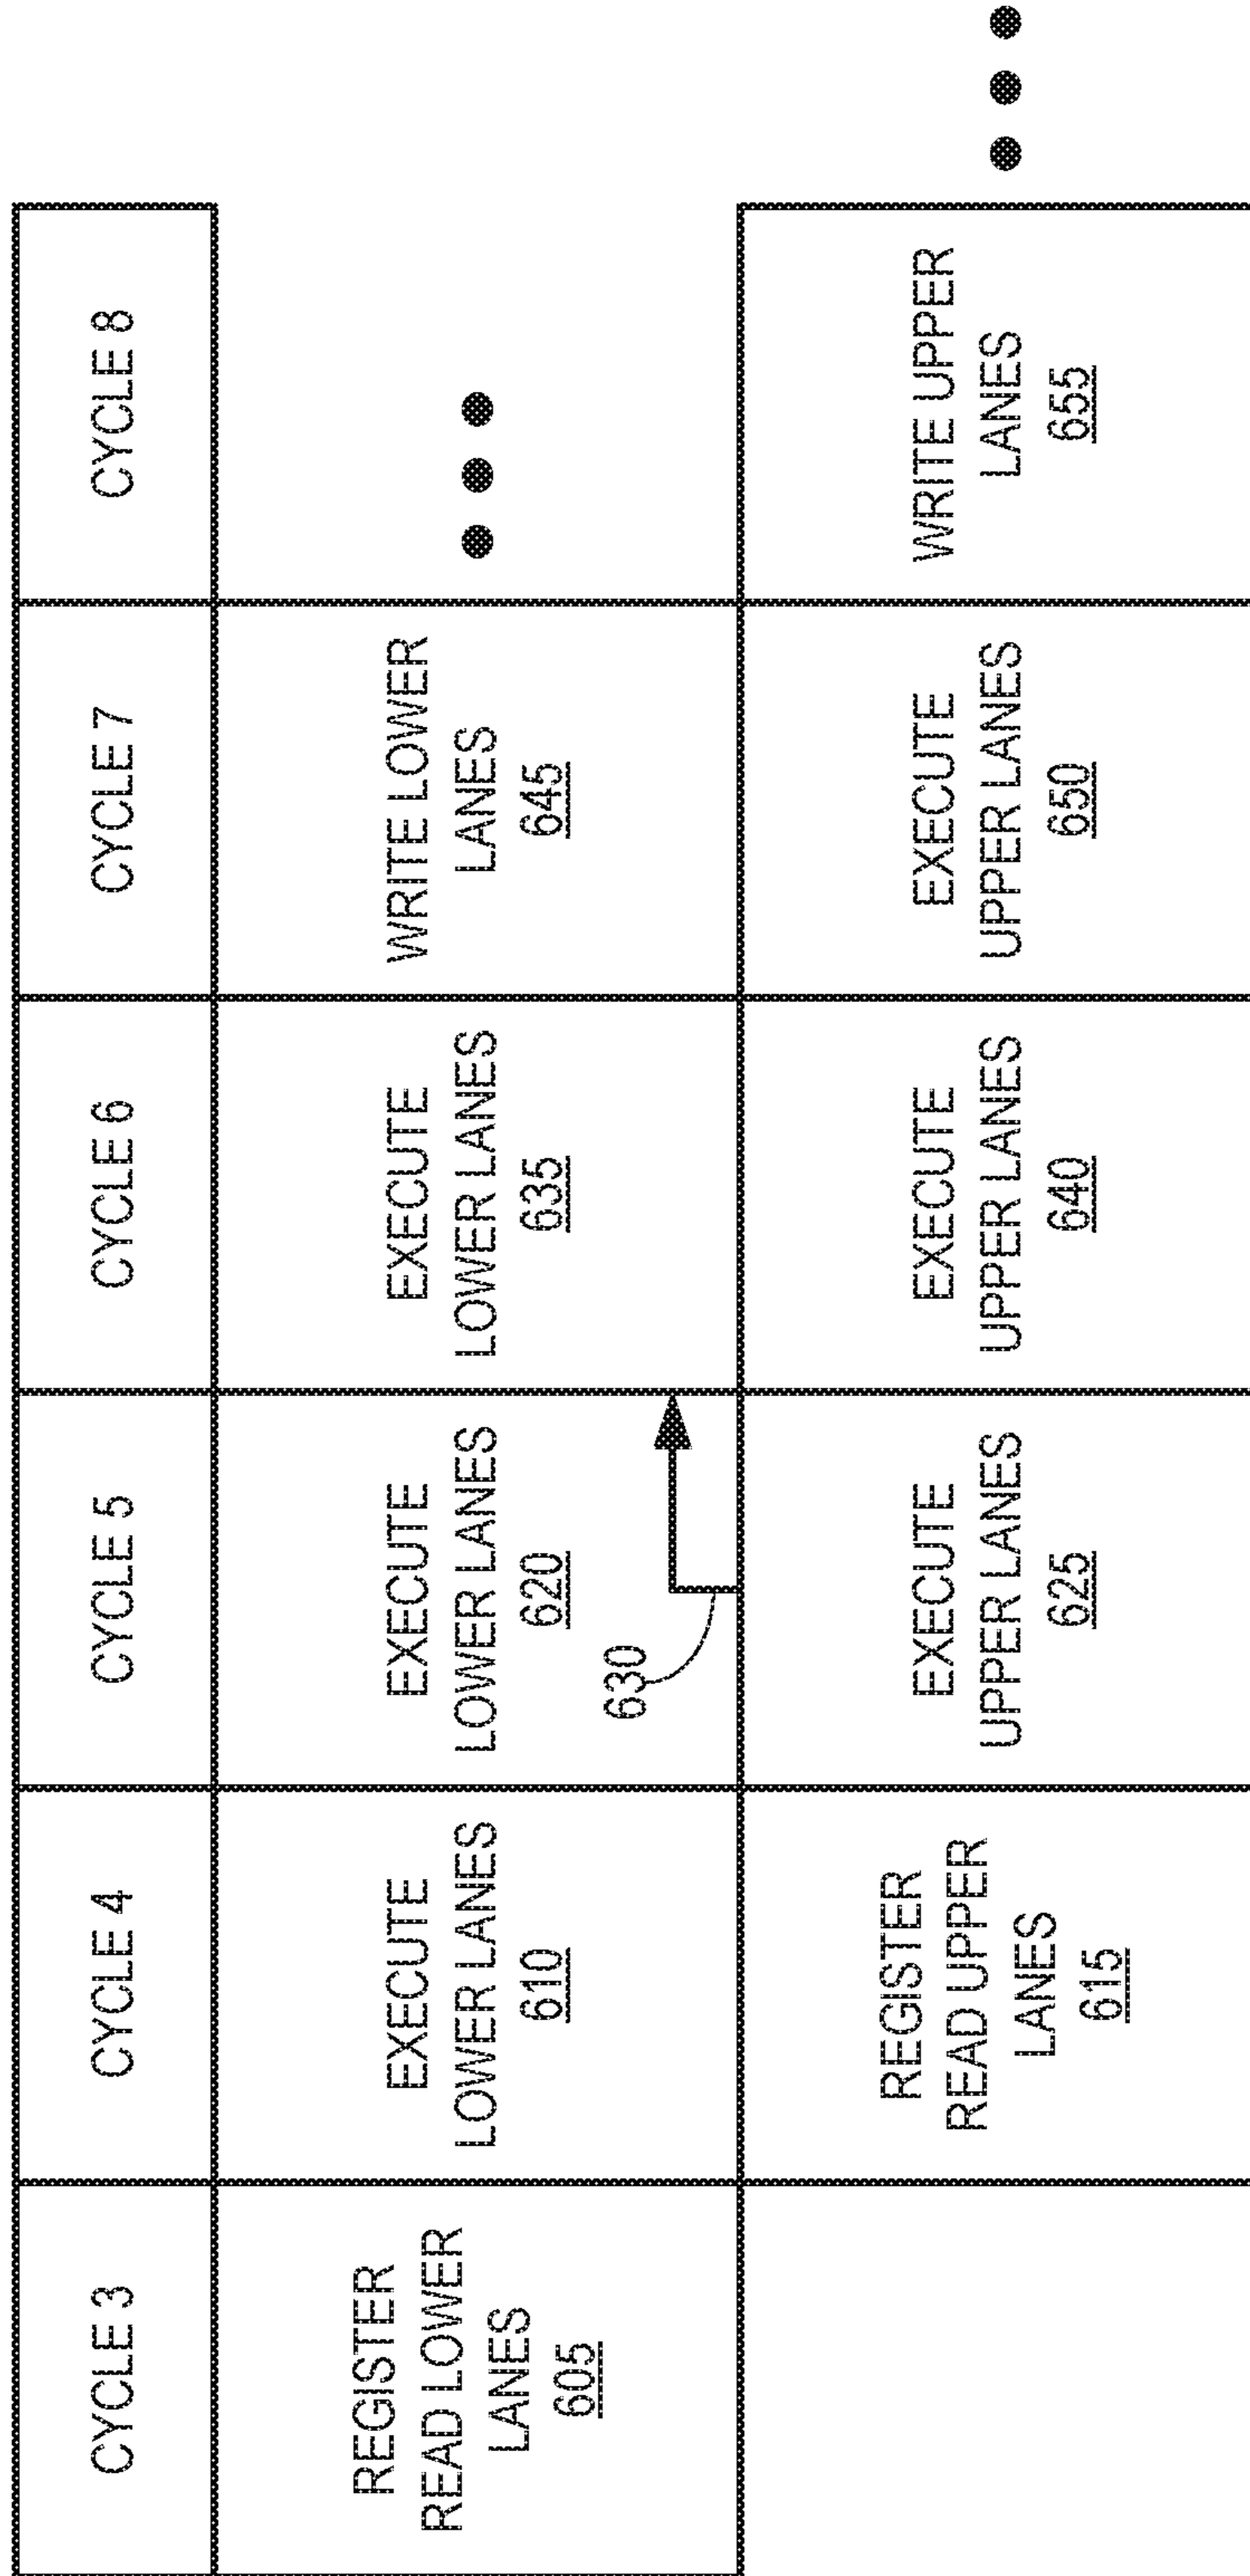 CYCLE 3
CYCLE 4
CYCLE 5
CYCLE 6
CYCLE 7
CYCLE 8
REGISTER
READ LOWER
LANES
605
EXECUTE
LOWER LANES
610
EXECUTE
LOWER LANES
620
630
EXECUTE
LOWER LANES
635
WRITE LOWER
LANES
645
REGISTER
READ UPPER
LANES
615
EXECUTE
UPPER LANES
625
EXECUTE
UPPER LANES
640
EXECUTE
UPPER LANES
650
WRITE UPPER
LANES
655